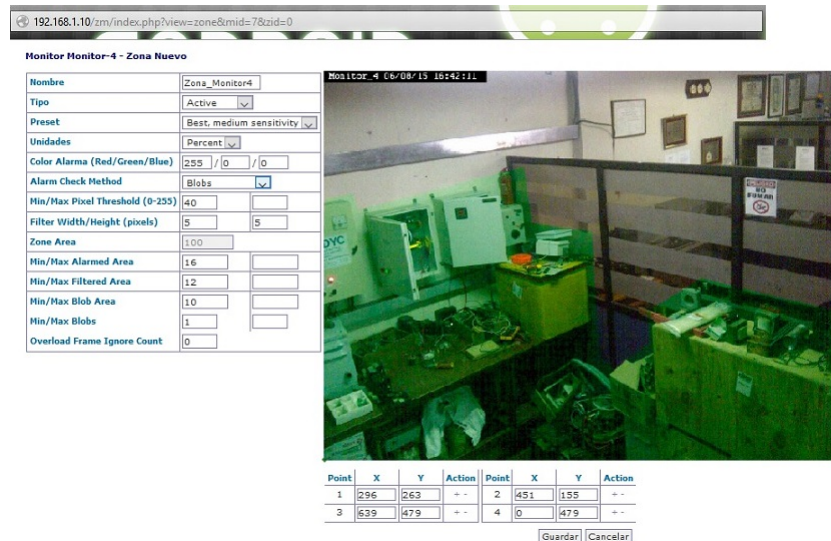 192.168.1.10/zm/index.php?view=zone&mid=7&zid=0
Monitor Monitor-4 - Zona Nuevo
Nombre Zona_Monitor4
Tipo Active
Preset Best, medium sensitivity
Unidades Percent
Color Alarma (Red/Green/Blue) 255 / 0 / 0
Alarm Check Method Blobs
Min/Max Pixel Threshold (0-255) 40
Filter Width/Height (pixels) 5 5
Zone Area 100
Min/Max Alarmed Area 16
Min/Max Filtered Area 12
Min/Max Blob Area 10
Min/Max Blobs 1
Overload Frame Ignore Count 0
Monitor_4 06/08/15 16:42:11
Point X Y Action Point X Y Action
1 296 263 + - 2 451 155 + -
3 639 479 + - 4 0 479 + -
Guardar Cancelar